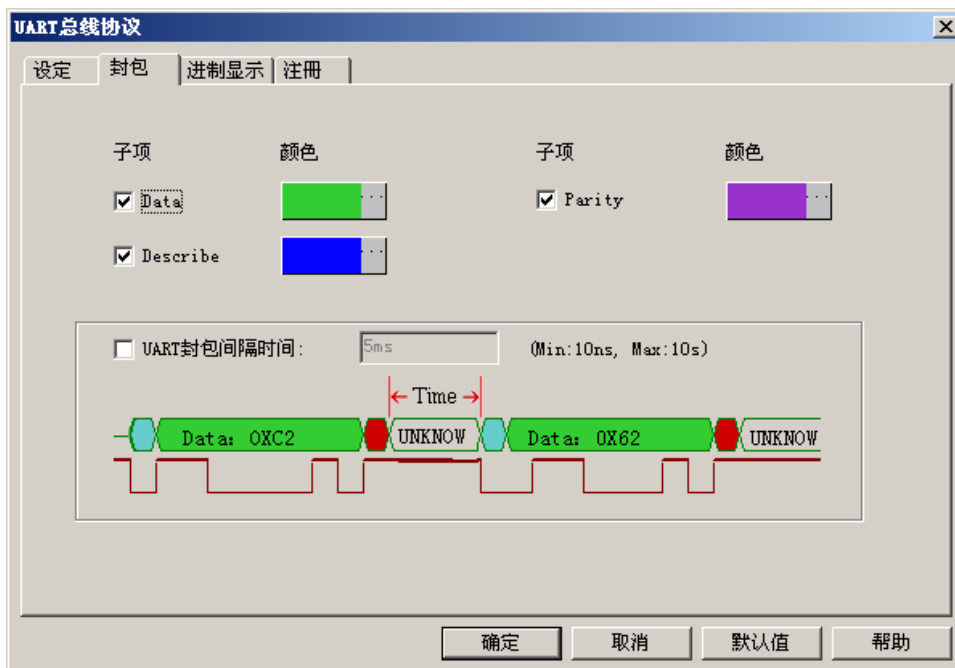 UART总线协议
设定 封包 进制显示 注冊
子项 颜色 子项 颜色
Data ... Parity ...
Describe ...
UART封包间隔时间: 5ms (Min:10ns, Max:10s)
Time
Data: 0XC2 UNKNOW Data: 0X62 UNKNOW
确定 取消 默认值 帮助